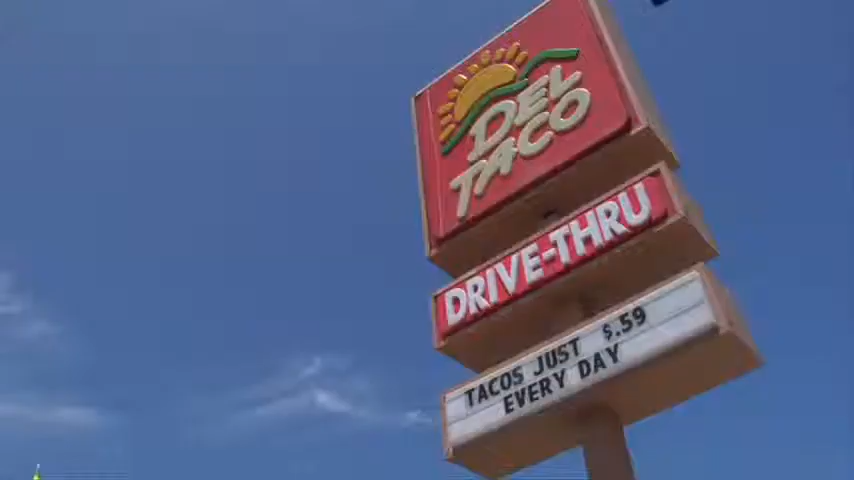 DEL
TACO
DRIVE-THRU
TACOS JUST $.59
EVERY DAY